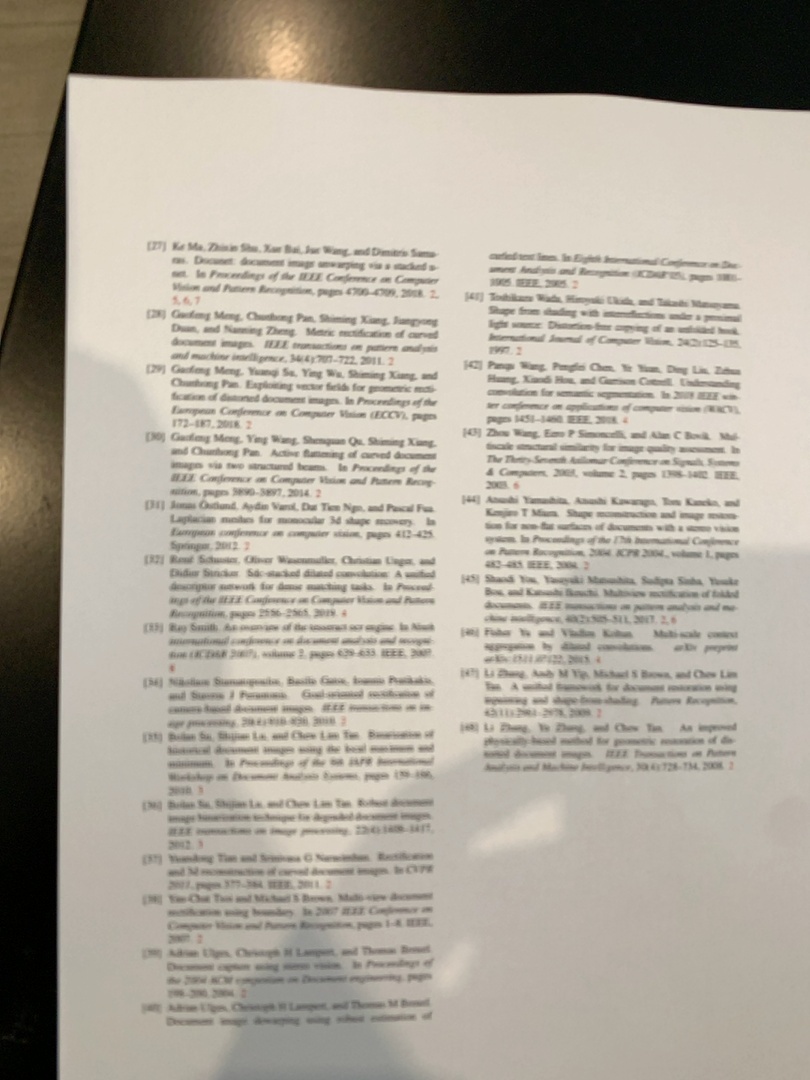 [27] Ke Ma, Zhixin Shu, Xue Bai, Jue Wang, and Dimitris Sama-
ras. Docunet: document image unwarping via a stacked u-
net. In Proceedings of the IEEE Conference on Computer
Vision and Pattern Recognition, pages 4700–4709, 2018. 2,
5, 6, 7
[28] Gaofeng Meng, Chunhong Pan, Shiming Xiang, Jiangyong
Duan, and Nanning Zheng. Metric rectification of curved
document images. IEEE transactions on pattern analysis
and machine intelligence, 34(4):707–722, 2011. 2
[29] Gaofeng Meng, Yuanqi Su, Ying Wu, Shiming Xiang, and
Chunhong Pan. Exploiting vector fields for geometric recti-
fication of distorted document images. In Proceedings of the
European Conference on Computer Vision (ECCV), pages
172–187, 2018. 2
[30] Gaofeng Meng, Ying Wang, Shenquan Qu, Shiming Xiang,
and Chunhong Pan. Active flattening of curved document
images via two structured beams. In Proceedings of the
IEEE Conference on Computer Vision and Pattern Recog-
nition, pages 3890–3897, 2014. 2
[31] Jonas Östlund, Aydin Varol, Dat Tien Ngo, and Pascal Fua.
Laplacian meshes for monocular 3d shape recovery. In
European conference on computer vision, pages 412–425.
Springer, 2012. 2
[32] René Schuster, Oliver Wasenmuller, Christian Unger, and
Didier Stricker. Sdc-stacked dilated convolution: A unified
descriptor network for dense matching tasks. In Proceed-
ings of the IEEE Conference on Computer Vision and Pattern
Recognition, pages 2556–2565, 2019. 4
[33] Ray Smith. An overview of the tesseract ocr engine. In Ninth
international conference on document analysis and recogni-
tion (ICDAR 2007), volume 2, pages 629–633. IEEE, 2007.
8
[34] Nikolaos Stamatopoulos, Basilis Gatos, Ioannis Pratikakis,
and Stavros J Perantonis. Goal-oriented rectification of
camera-based document images. IEEE transactions on im-
age processing, 20(4):910–920, 2010. 2
[35] Bolan Su, Shijian Lu, and Chew Lim Tan. Binarization of
historical document images using the local maximum and
minimum. In Proceedings of the 9th IAPR International
Workshop on Document Analysis Systems, pages 159–166,
2010. 3
[36] Bolan Su, Shijian Lu, and Chew Lim Tan. Robust document
image binarization technique for degraded document images.
IEEE transactions on image processing, 22(4):1408–1417,
2012. 3
[37] Yuandong Tian and Srinivasa G Narasimhan. Rectification
and 3d reconstruction of curved document images. In CVPR
2011, pages 377–384. IEEE, 2011. 2
[38] Yau-Chat Tsoi and Michael S Brown. Multi-view document
rectification using boundary. In 2007 IEEE Conference on
Computer Vision and Pattern Recognition, pages 1–8. IEEE,
2007. 2
[39] Adrian Ulges, Christoph H Lampert, and Thomas Breuel.
Document capture using stereo vision. In Proceedings of
the 2004 ACM symposium on Document engineering, pages
198–200, 2004. 2
[40] Adrian Ulges, Christoph H Lampert, and Thomas M Breuel.
Document image dewarping using robust estimation of
curled text lines. In Eighth International Conference on Doc-
ument Analysis and Recognition (ICDAR'05), pages 1001–
1005. IEEE, 2005. 2
[41] Toshikazu Wada, Hiroyuki Ukida, and Takashi Matsuyama.
Shape from shading with interreflections under a proximal
light source: Distortion-free copying of an unfolded book.
International Journal of Computer Vision, 24(2):125–135,
1997. 2
[42] Panqu Wang, Pengfei Chen, Ye Yuan, Ding Liu, Zehua
Huang, Xiaodi Hou, and Garrison Cottrell. Understanding
convolution for semantic segmentation. In 2018 IEEE win-
ter conference on applications of computer vision (WACV),
pages 1451–1460. IEEE, 2018. 4
[43] Zhou Wang, Eero P Simoncelli, and Alan C Bovik. Mul-
tiscale structural similarity for image quality assessment. In
The Thrity-Seventh Asilomar Conference on Signals, Systems
& Computers, 2003, volume 2, pages 1398–1402. IEEE,
2003. 6
[44] Atsushi Yamashita, Atsushi Kawarago, Toru Kaneko, and
Kenjiro T Miura. Shape reconstruction and image restora-
tion for non-flat surfaces of documents with a stereo vision
system. In Proceedings of the 17th International Conference
on Pattern Recognition, 2004. ICPR 2004., volume 1, pages
482–485. IEEE, 2004. 2
[45] Shaodi You, Yasuyuki Matsushita, Sudipta Sinha, Yusuke
Bou, and Katsushi Ikeuchi. Multiview rectification of folded
documents. IEEE transactions on pattern analysis and ma-
chine intelligence, 40(2):505–511, 2017. 2, 6
[46] Fisher Yu and Vladlen Koltun. Multi-scale context
aggregation by dilated convolutions. arXiv preprint
arXiv:1511.07122, 2015. 4
[47] Li Zhang, Andy M Yip, Michael S Brown, and Chew Lim
Tan. A unified framework for document restoration using
inpainting and shape-from-shading. Pattern Recognition,
42(11):2961–2978, 2009. 2
[48] Li Zhang, Yu Zhang, and Chew Tan. An improved
physically-based method for geometric restoration of dis-
torted document images. IEEE Transactions on Pattern
Analysis and Machine Intelligence, 30(4):728–734, 2008. 2